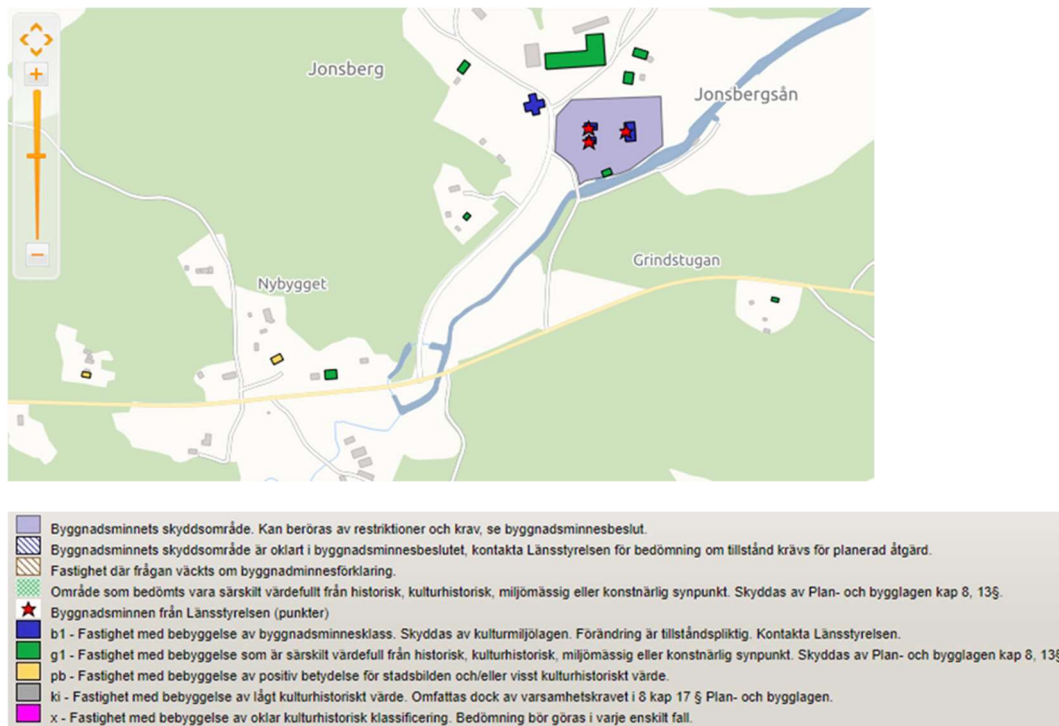 Jonsberg
Jonsbergsån
Grindstugan
Nybygget
Byggnadsminnets skyddsområde. Kan beröras av restriktioner och krav, se byggnadsminnesbeslut.
Byggnadsminnets skyddsområde är oklart i byggnadsminnesbeslutet, kontakta Länsstyrelsen för bedömning om tillstånd krävs för planerad åtgärd.
Fastighet där frågan väckts om byggnadminnesförklaring.
Område som bedömts vara särskilt värdefullt från historisk, kulturhistorisk, miljömässig eller konstnärlig synpunkt. Skyddas av Plan- och bygglagen kap 8, 13§.
Byggnadsminnen från Länsstyrelsen (punkter)
b1 - Fastighet med bebyggelse av byggnadsminnesklass. Skyddas av kulturmiljölagen. Förändring är tillståndspliktig. Kontakta Länsstyrelsen.
g1 - Fastighet med bebyggelse som är särskilt värdefull från historisk, kulturhistorisk, miljömässig eller konstnärlig synpunkt. Skyddas av Plan- och bygglagen kap 8, 13§
pb - Fastighet med bebyggelse av positiv betydelse för stadsbilden och/eller visst kulturhistoriskt värde.
ki - Fastighet med bebyggelse av lågt kulturhistoriskt värde. Omfattas dock av varsamhetskravet i 8 kap 17 § Plan- och bygglagen.
x - Fastighet med bebyggelse av oklar kulturhistorisk klassificering. Bedömning bör göras i varje enskilt fall.